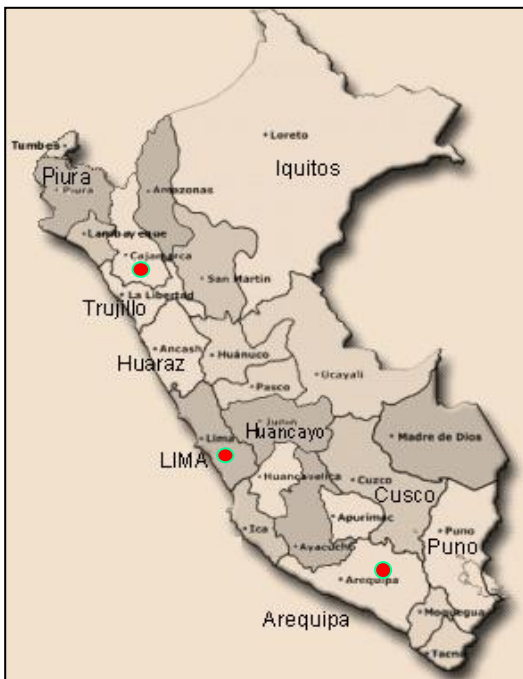 Loreto
Tumbes
Iquitos
Piura
Piura
Amazonas
Lambayeque
Cajamarca
San Martin
La Libertad
Trujillo
Ancash
Huánuco
Huaraz
Ucayali
Pasco
Junin
Huancayo
Lima
Madre de Dios
LIMA
Huancavelica
Cuzco
Cusco
Apurimac
Ica
Puno
Ayacucho
Puno
Arequipa
Moquegua
Arequipa
Tacna